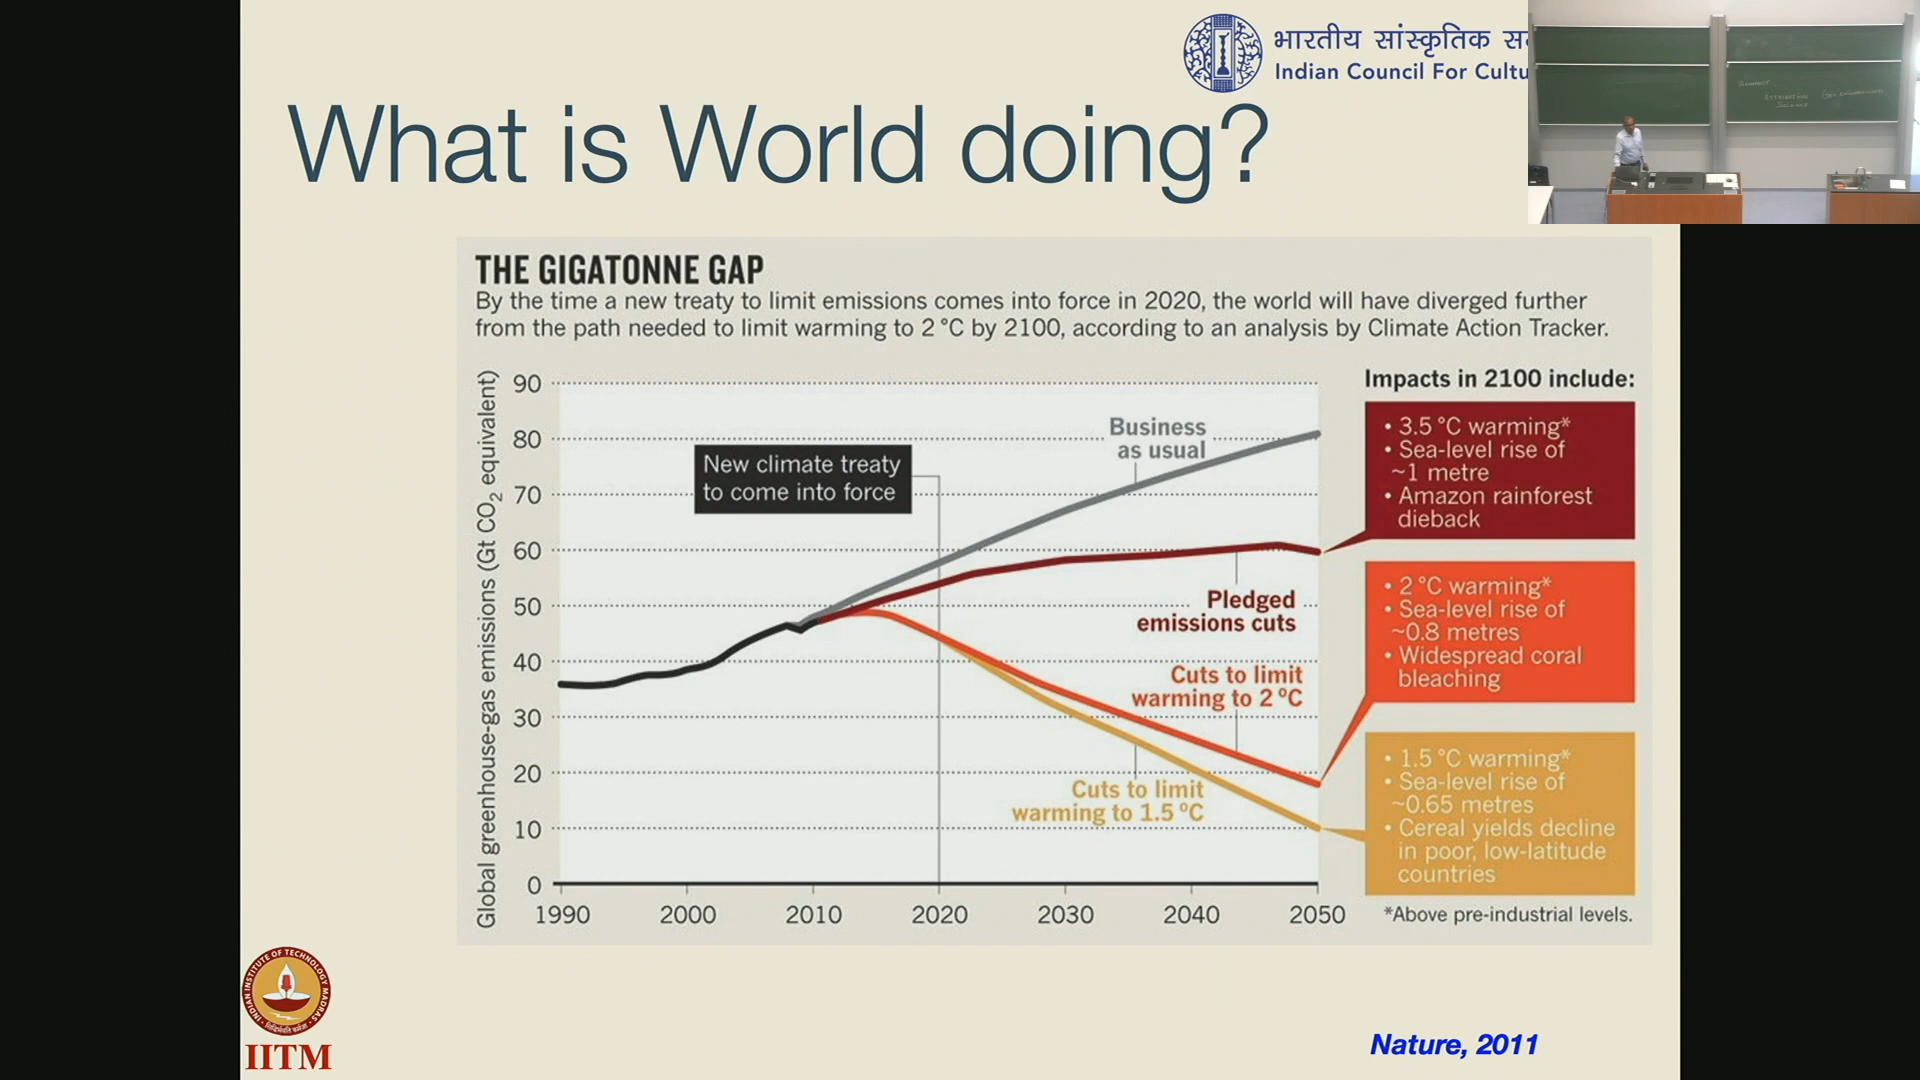 भारतीय सांस्कृतिक
Indian Council For
What is World doing?
THE GIGATONNE GAP
By the time a new treaty to limit emissions comes into force in 2020, the world will have diverged further
from the path needed to limit warming to 2 °C by 2100, according to an analysis by Climate Action Tracker.
Global greenhouse-gas emissions (Gt CO₂ equivalent)
90
80
70
60
50
40
30
20
10
0
1990 2000 2010 2020 2030 2040 2050
New climate treaty
to come into force
Business
as usual
Pledged
emissions cuts
Cuts to limit
warming to 2 ºC
Cuts to limit
warming to 1.5 ºC
Impacts in 2100 include:
• 3.5 °C warming*
• Sea-level rise of
~1 metre
• Amazon rainforest
dieback
• 2 °C warming*
• Sea-level rise of
~0.8 metres
• Widespread coral
bleaching
• 1.5 °C warming*
• Sea-level rise of
~0.65 metres
• Cereal yields decline
in poor, low-latitude
countries
*Above pre-industrial levels.
INDIAN INSTITUTE OF TECHNOLOGY MADRAS
IITM
Nature, 2011